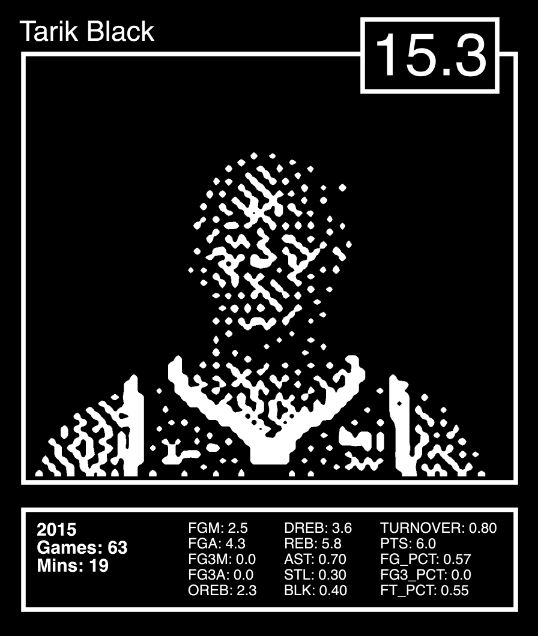 Tarik Black
15.3
2015
Games: 63
Mins: 19
FGM: 2.5
FGA: 4.3
FG3M: 0.0
FG3A: 0.0
OREB: 2.3
DREB: 3.6
REB: 5.8
AST: 0.70
STL: 0.30
BLK: 0.40
TURNOVER: 0.80
PTS: 6.0
FG_PCT: 0.57
FG3_PCT: 0.0
FT_PCT: 0.55